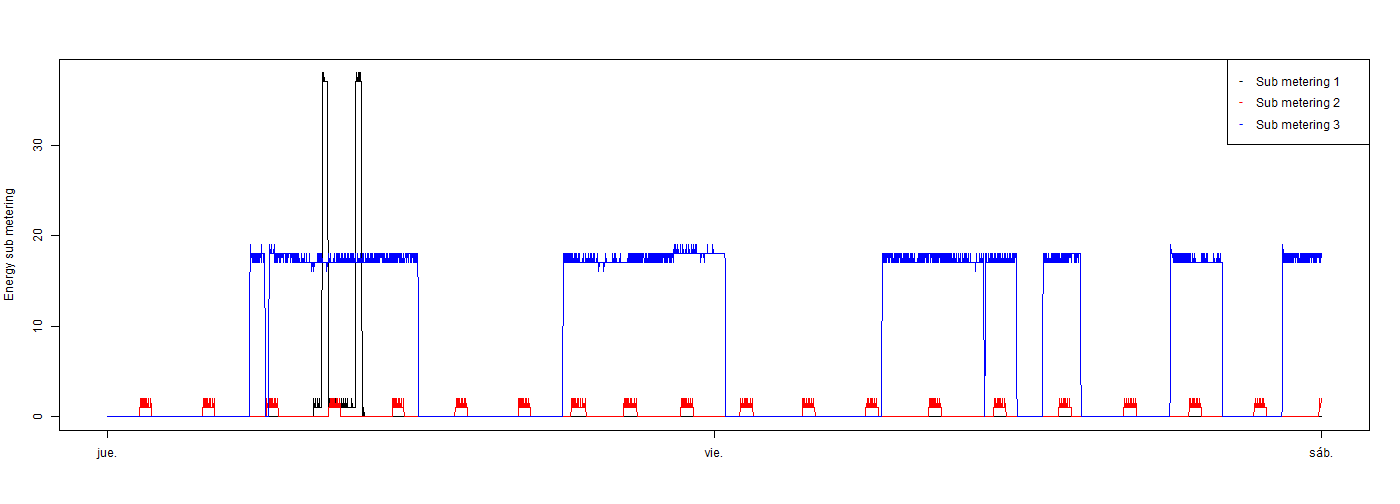 Sub metering 1
Sub metering 2
Sub metering 3
Energy sub metering
30
20
10
0
jue.
vie.
sáb.